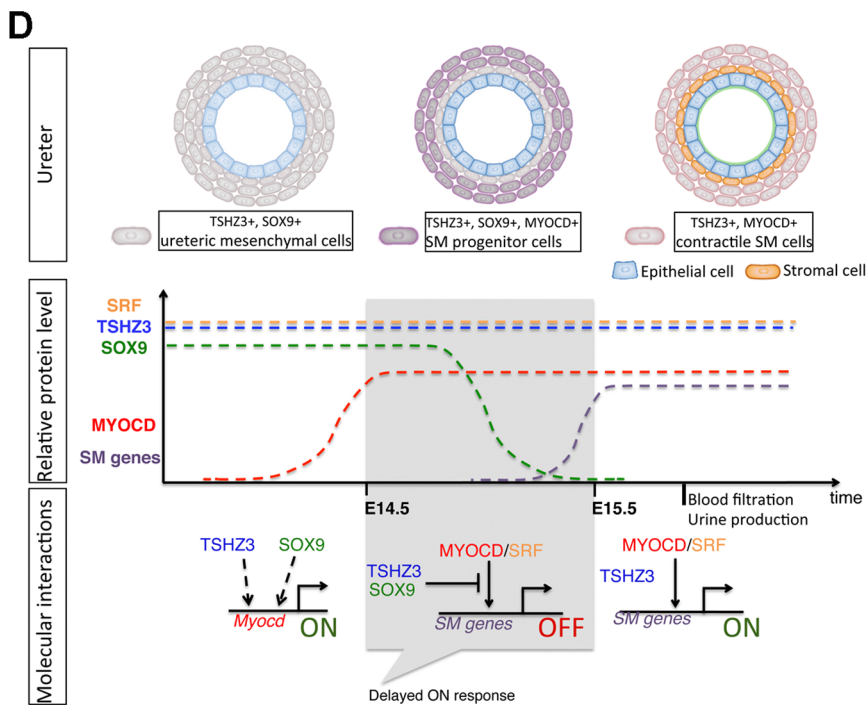 D
Ureter
TSHZ3+, SOX9+
ureteric mesenchymal cells
TSHZ3+, SOX9+, MYOCD+
SM progenitor cells
TSHZ3+, MYOCD+
contractile SM cells
Epithelial cell
Stromal cell
Relative protein level
SRF
TSHZ3
SOX9
MYOCD
SM genes
E14.5
E15.5
Blood filtration
Urine production
time
Molecular interactions
TSHZ3 SOX9
Myocd
ON
MYOCD/SRF
TSHZ3
SOX9
SM genes
OFF
MYOCD/SRF
TSHZ3
SM genes
ON
Delayed ON response